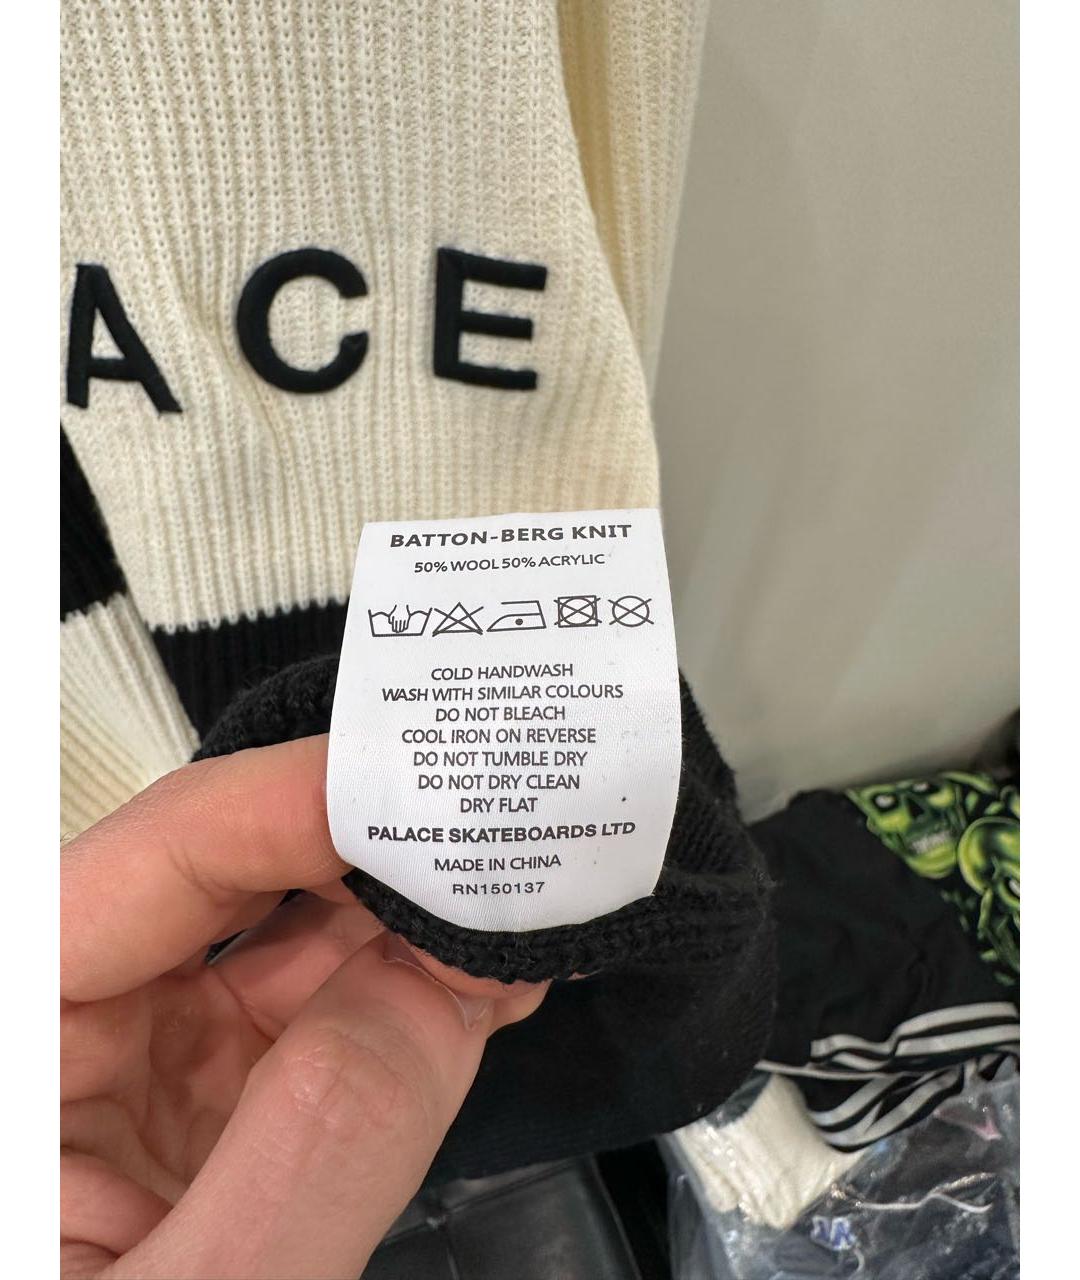 ACE
BATTON-BERG KNIT
50% WOOL 50% ACRYLIC
COLD HANDWASH
WASH WITH SIMILAR COLOURS
DO NOT BLEACH
COOL IRON ON REVERSE
DO NOT TUMBLE DRY
DO NOT DRY CLEAN
DRY FLAT
PALACE SKATEBOARDS LTD
MADE IN CHINA
RN150137